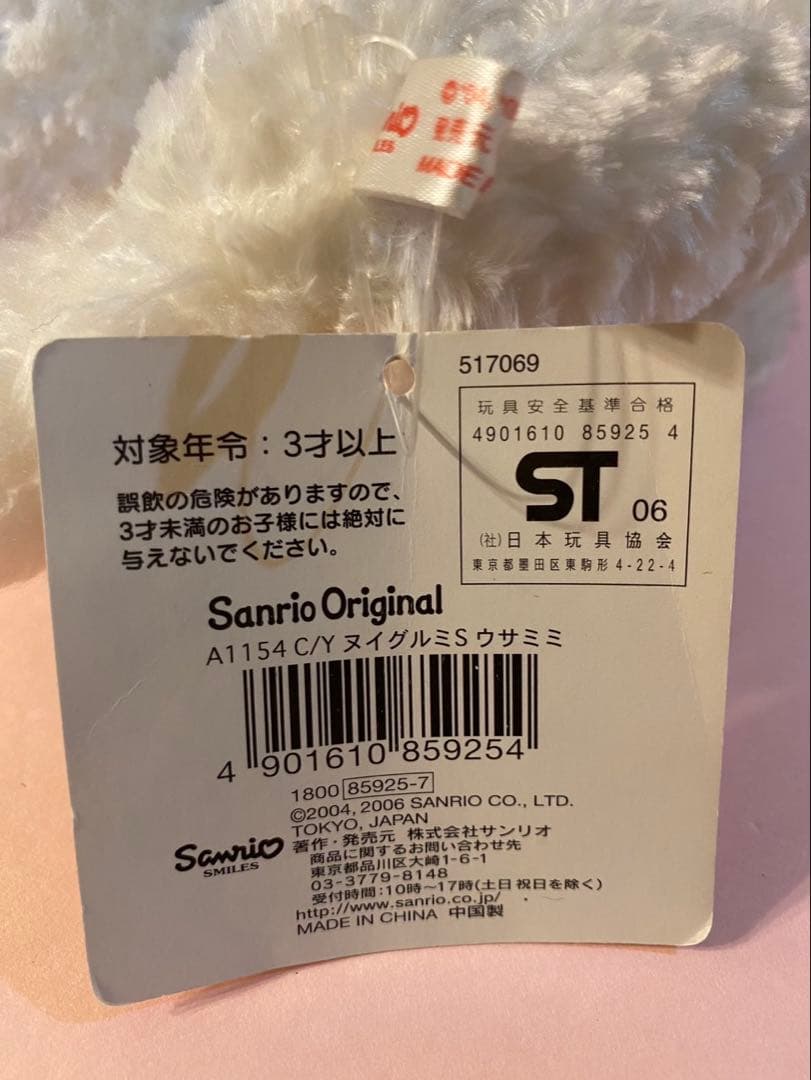 MADE
517069
玩具安全基準合格
4901610 85925 4
ST 06
(社)日本玩具協会
東京都墨田区東駒形 4-22-4
対象年令：3才以上
誤飲の危険がありますので、
3才未満のお子様には絶対に
与えないでください。
Sanrio Original
A1154 C/Y ヌイグルミS ウサミミ
4 901610 859254
1800 85925-7
©2004, 2006 SANRIO CO., LTD.
TOKYO, JAPAN
著作・発売元 株式会社サンリオ
商品に関するお問い合わせ先
東京都品川区大崎1-6-1
03-3779-8148
受付時間：10時～17時(土日祝日を除く)
http://www.sanrio.co.jp/
MADE IN CHINA 中国製
Sanrio
SMILES